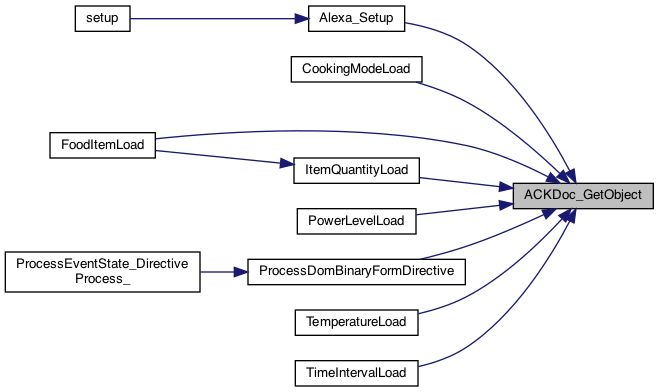 setup
Alexa_Setup
CookingModeLoad
FoodItemLoad
ItemQuantityLoad
ACKDoc_GetObject
PowerLevelLoad
ProcessEventState_Directive
Process_
ProcessDomBinaryFormDirective
TemperatureLoad
TimeIntervalLoad